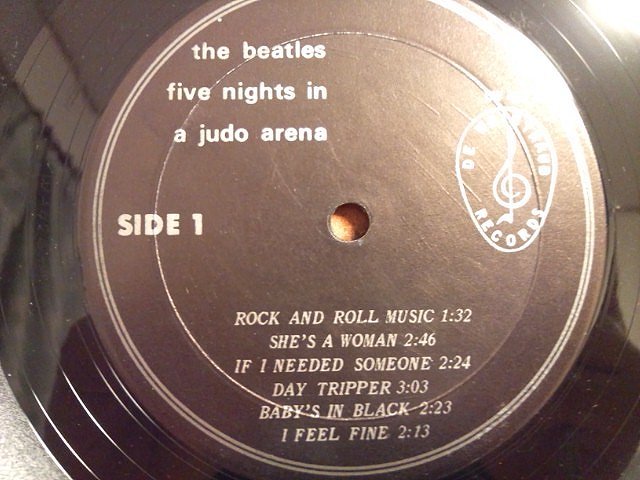 the beatles
five nights in
a judo arena
SIDE 1
DE
RECORDS
ROCK AND ROLL MUSIC 1:32
SHE'S A WOMAN 2:46
IF I NEEDED SOMEONE 2:24
DAY TRIPPER 3:03
BABY'S IN BLACK 2:23
I FEEL FINE 2:13